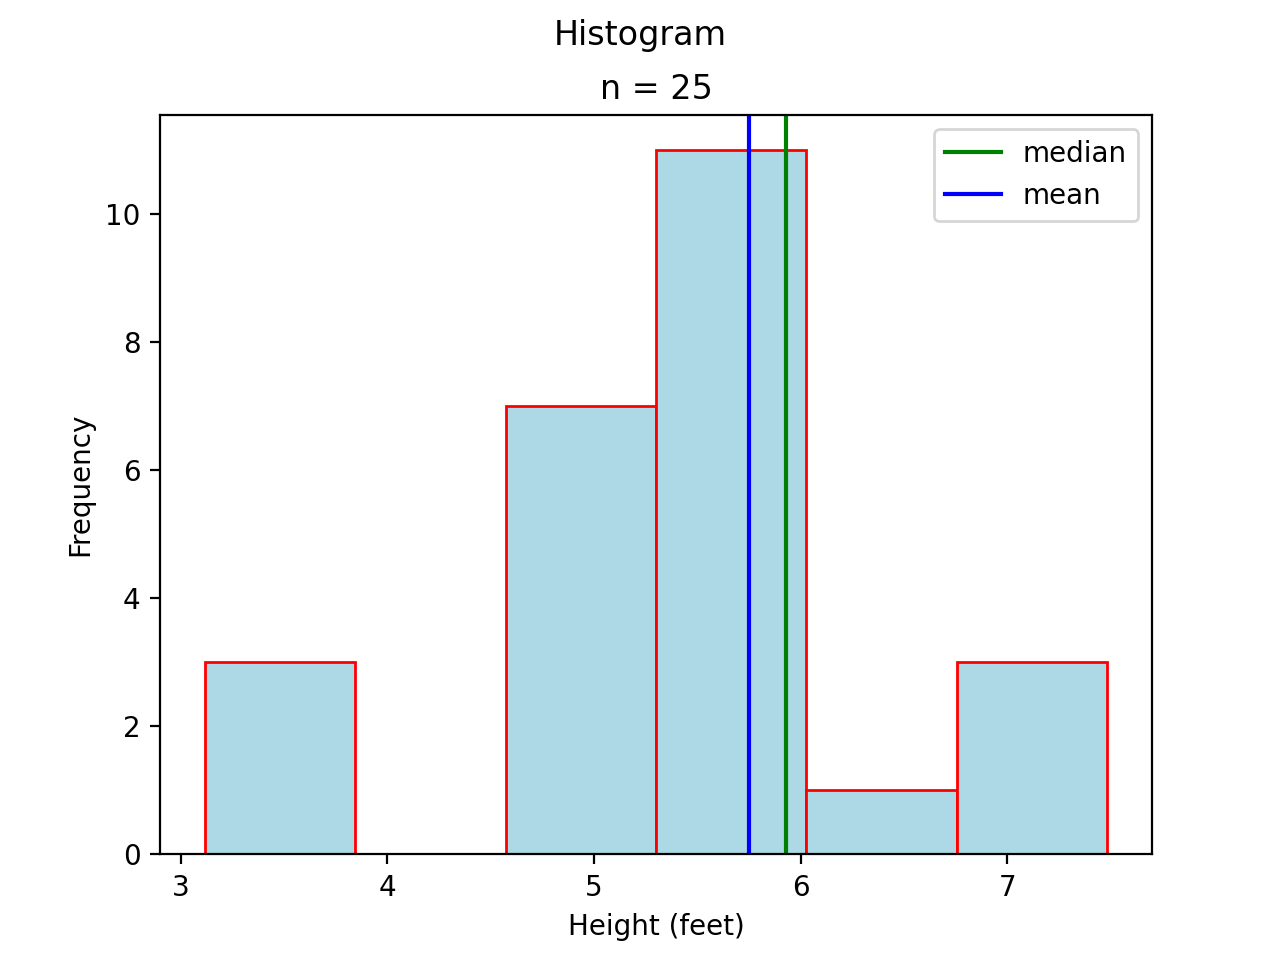 Histogram
n = 25
median
mean
10
8
6
4
2
0
Frequency
3 4 5 6 7
Height (feet)